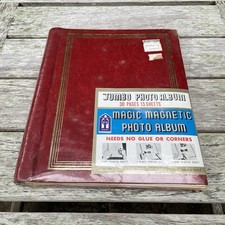 JUMBO PHOTO ALBUM
30 PAGES 15 SHEETS
MAGIC MAGNETIC
PHOTO ALBUM
NEEDS NO GLUE OR CORNERS